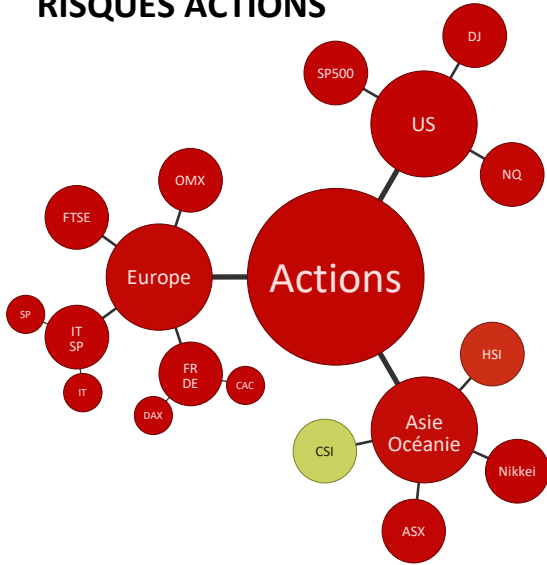 RISQUES ACTIONS
DJ
SP500
US
NQ
OMX
FTSE
Europe
Actions
SP
IT
SP
IT
FR
DE
CAC
DAX
HSI
Asie
Océanie
CSI
Nikkei
ASX